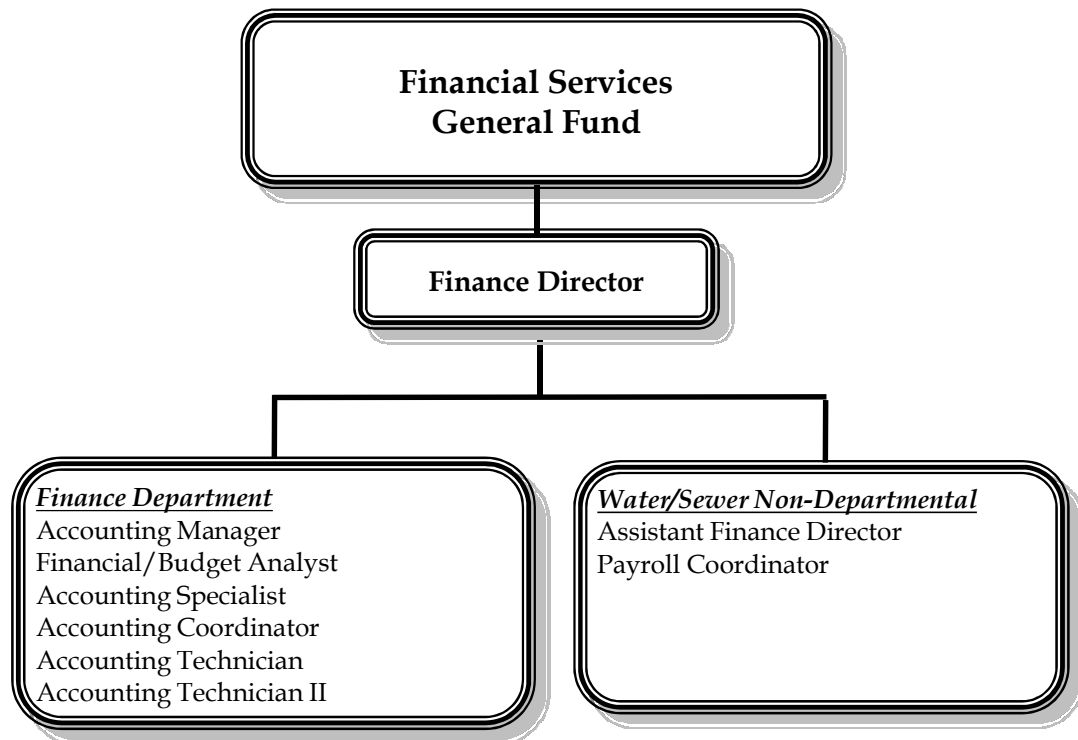 Financial Services
General Fund
Finance Director
Finance Department
Accounting Manager
Financial/Budget Analyst
Accounting Specialist
Accounting Coordinator
Accounting Technician
Accounting Technician II
Water/Sewer Non-Departmental
Assistant Finance Director
Payroll Coordinator